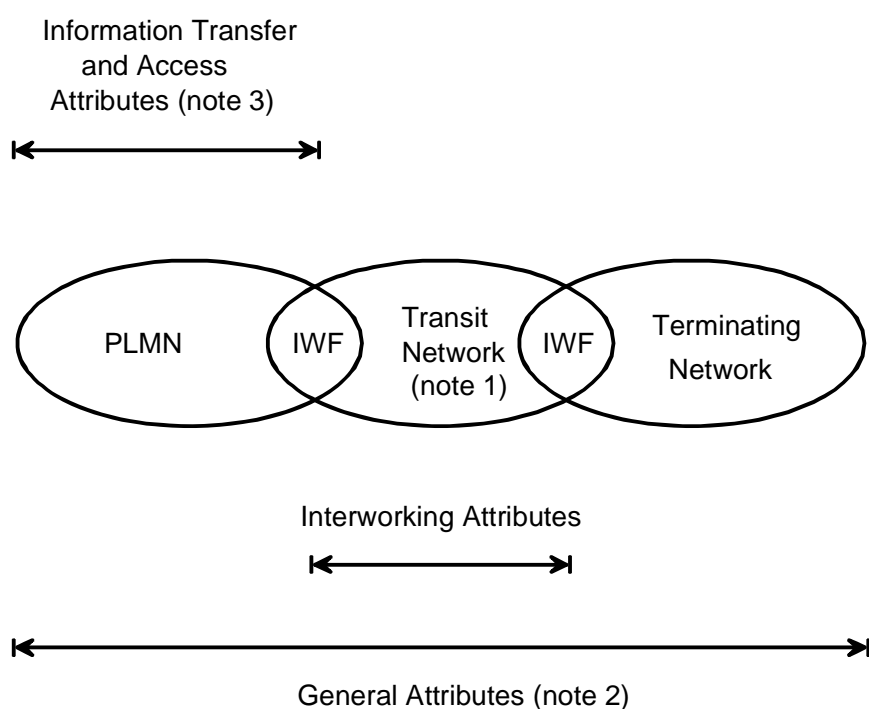 Information Transfer
and Access
Attributes (note 3)
PLMN
IWF
Transit
Network
(note 1)
IWF
Terminating
Network
Interworking Attributes
General Attributes (note 2)